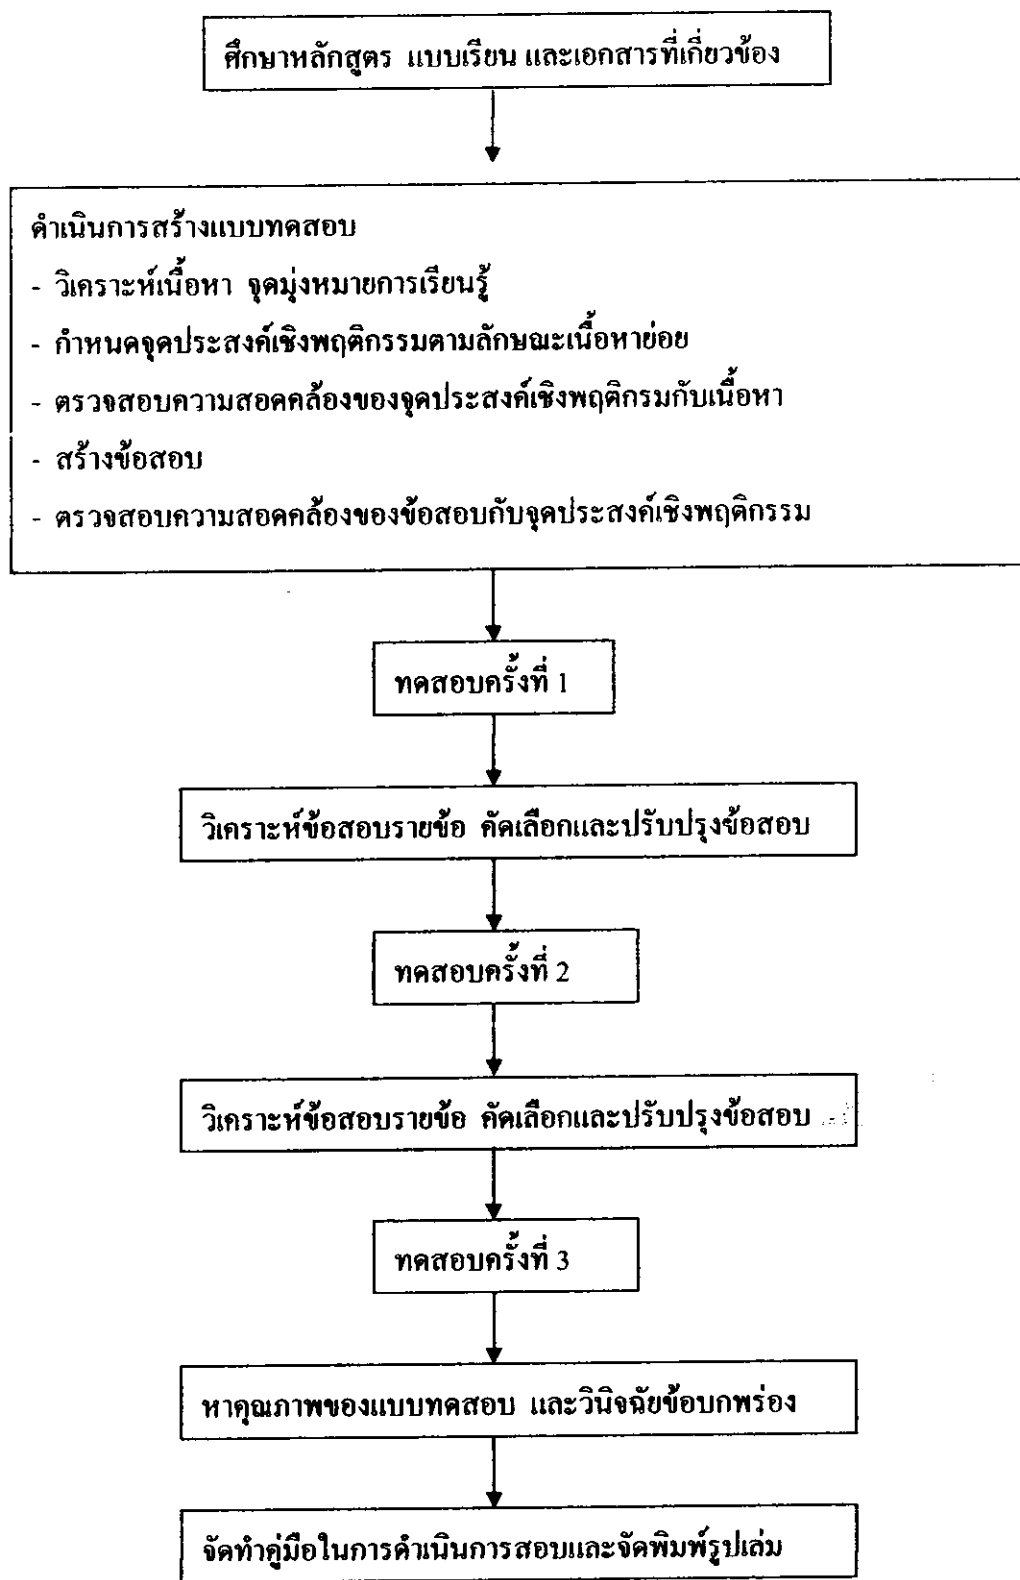 ศึกษาหลักสูตร แบบเรียน และเอกสารที่เกี่ยวข้อง
ดำเนินการสร้างแบบทดสอบ
- วิเคราะห์เนื้อหา จุดมุ่งหมายการเรียนรู้
- กำหนดจุดประสงค์เชิงพฤติกรรมตามลักษณะเนื้อหาย่อย
- ตรวจสอบความสอดคล้องของจุดประสงค์เชิงพฤติกรมกับเนื้อหา
- สร้างข้อสอบ
- ตรวจสอบความสอดคล้องของข้อสอบกับจุดประสงค์เชิงพฤติกรรม
ทดสอบครั้งที่ 1
วิเคราะห์ข้อสอบรายข้อ คัดเลือกและปรับปรุงข้อสอบ
ทดสอบครั้งที่ 2
วิเคราะห์ข้อสอบรายข้อ คัดเลือกและปรับปรุงข้อสอบ
ทดสอบครั้งที่ 3
หาคุณภาพของแบบทดสอบ และวินิจฉัยข้อบกพร่อง
จัดทำคู่มือในการดำเนินการสอบและจัดพิมพ์รูปเล่ม